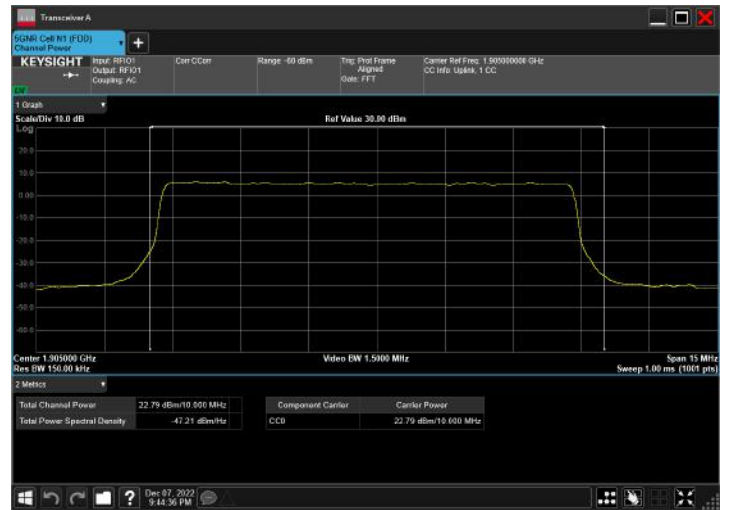 Transceiver A
5GNR Cell N1 (FDD)
Channel Power
KEYSIGHT
Input: RFIO1
Output: RFIO1
Coupling: AC
Corr CCorr
Range -60 dBm
Trig: Prot Frame
Aligned
Gate: FFT
Carrier Ref Freq: 1.905000000 GHz
CC Info: Uplink, 1 CC
1 Graph
Scale/Div 10.0 dB
Ref Value 30.00 dBm
Log
20.0
10.0
0.00
-10.0
-20.0
-30.0
-40.0
-50.0
-60.0
Center 1.905000 GHz
Video BW 1.5000 MHz
Span 15 MHz
Res BW 150.00 kHz
Sweep 1.00 ms (1001 pts)
2 Metrics
Total Channel Power 22.79 dBm/10.000 MHz
Total Power Spectral Density -47.21 dBm/Hz
Component Carrier Carrier Power
CC0 22.79 dBm/10.000 MHz
?
Dec 07, 2022
9:44:36 PM